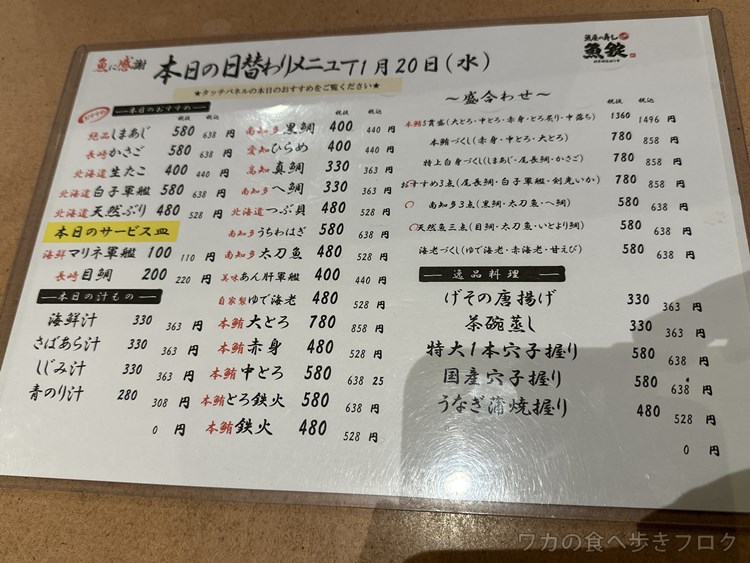 魚に感謝
本日の日替わりメニュー1月20日(水)
★タッチパネルの本日のおすすめをご覧ください★
魚屋の寿し
魚錠
おすすめ
本日のおすすめ
税抜 税込
絶品しまあじ 580 638 円
長崎かさご 580 638 円
北海道生たこ 400 440 円
北海道白子軍艦 580 638 円
北海道天然ぶり 480 528 円
本日のサービス皿
海鮮マリネ軍艦 100 110 円
長崎目鯛 200 220 円
本日の汁もの
海鮮汁 330 363 円
さばあら汁 330 363 円
しじみ汁 330 363 円
青のり汁 280 308 円
0 円
税抜 税込
南知多黒鯛 400 440 円
愛知ひらめ 400 440 円
高知真鯛 330 363 円
南知多へ鯛 330 363 円
北海道つぶ貝 480 528 円
南知多うちわはぎ 580 638 円
南知多太刀魚 480 528 円
美味あん肝軍艦 400 440 円
自家製ゆで海老 480 528 円
本鮪大とろ 780 858 円
本鮪赤身 480 528 円
本鮪中とろ 580 638 25
本鮪とろ鉄火 580 638 円
本鮪鉄火 480 528 円
～盛合わせ～
税抜 税込
本鮪5貫盛(大とろ・中とろ・赤身・とろ炙り・中落ち) 1360 1496 円
本鮪づくし(赤身・中とろ・大とろ) 780 858 円
特上白身づくし(しまあじ・尾長鯛・かさご) 780 858 円
おすすめ3点(尾長鯛・白子軍艦・剣先いか) 780 858 円
南知多3点(黒鯛・太刀魚・へ鯛) 580 638 円
天然魚三点(目鯛・太刀魚・いとより鯛) 580 638 円
海老づくし(ゆで海老・赤海老・甘えび) 580 638 円
逸品料理
げその唐揚げ 330 363 円
茶碗蒸し 330 363 円
特大1本穴子握り 580 638 円
国産穴子握り 580 638 円
うなぎ蒲焼握り 480 528 円
0 円
ワカの食べ歩きブログ